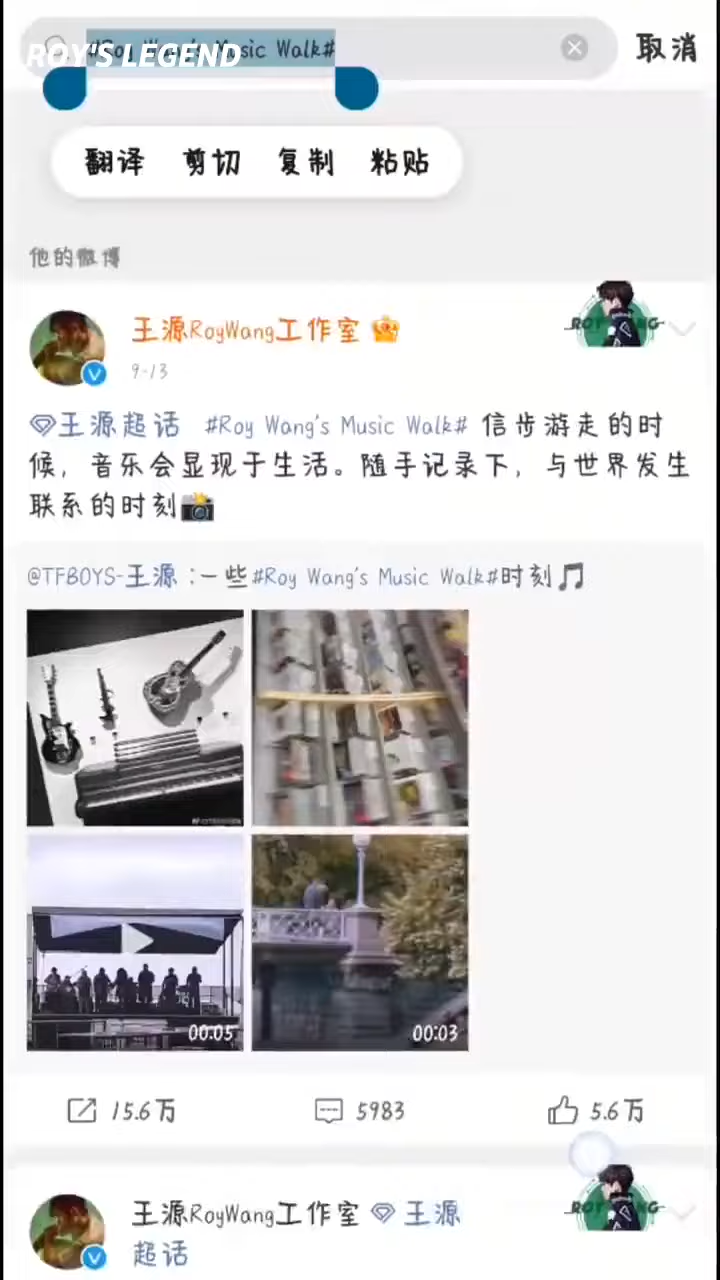 #Roy Wang's Music Walk#
取消
ROY'S LEGEND
翻译 剪切 复制 粘贴
他的微博
王源RoyWang工作室
9-13
王源超话 #Roy Wang's Music Walk# 信步游走的时
候，音乐会显现于生活。随手记录下，与世界发生
联系的时刻
@TFBOYS-王源 :一些#Roy Wang's Music Walk#时刻
00:05
00:03
15.6万
5983
5.6万
王源RoyWang工作室 王源
超话